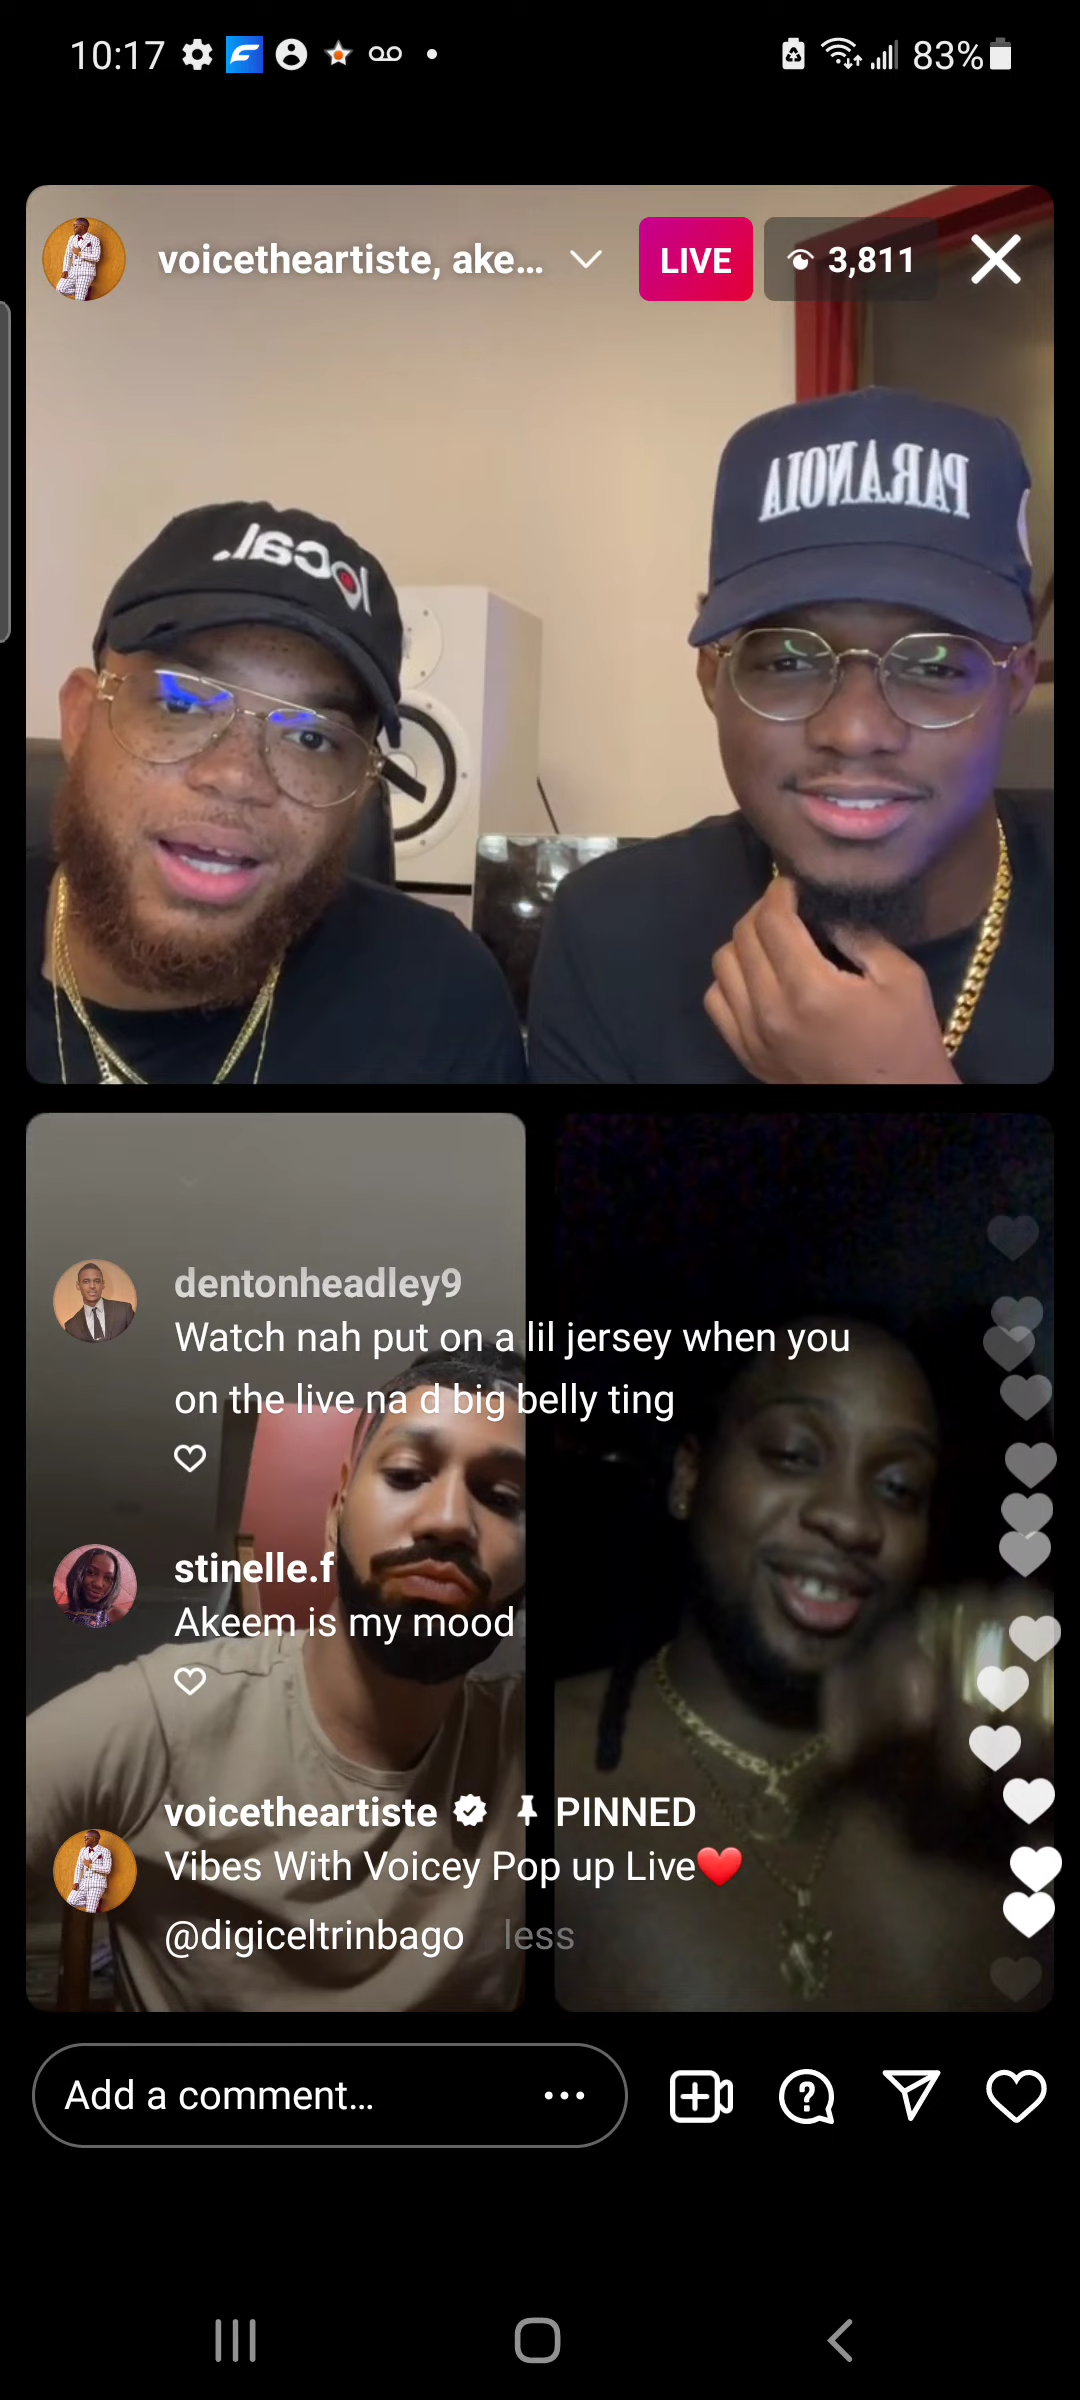 10:17
83%
voicetheartiste, ake...
LIVE
3,811
PARANOIA
local.
dentonheadley9
Watch nah put on a lil jersey when you
on the live na d big belly ting
stinelle.f
Akeem is my mood
voicetheartiste PINNED
Vibes With Voicey Pop up Live❤️
@digiceltrinbago less
Add a comment...